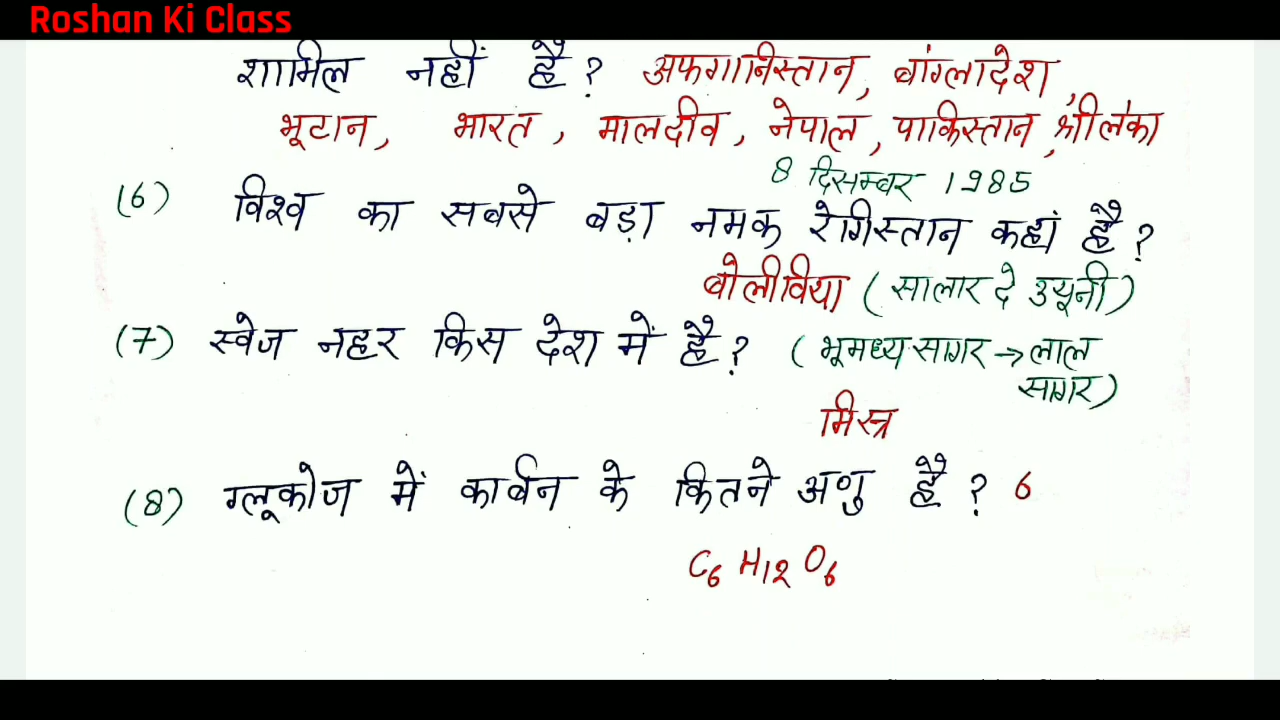 Roshan Ki Class
शामिल नहीं है? अफगानिस्तान, बांग्लादेश,
भूटान, भारत, मालदीव, नेपाल, पाकिस्तान, श्रीलंका
8 दिसम्बर 1985
(6) विश्व का सबसे बड़ा नमक रेगिस्तान कहां है?
बोलीविया (सालार दे उयूनी)
(7) स्वेज नहर किस देश में है? (भूमध्य सागर → लाल
सागर)
मिस्त्र
(8) ग्लूकोज में कार्बन के कितने अणु है? 6
C₆ H₁₂ O₆